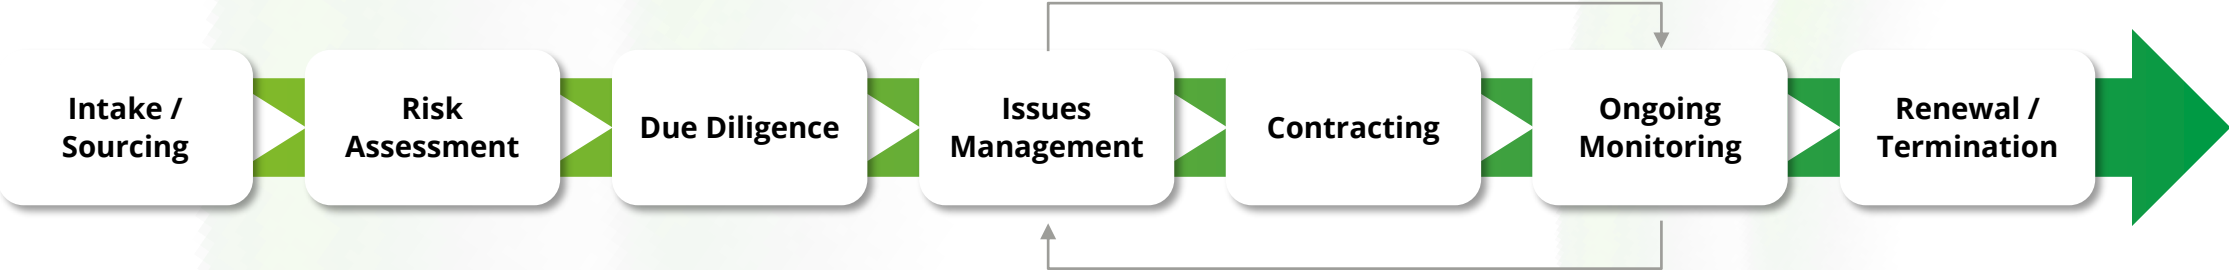 Intake /
Sourcing
Risk
Assessment
Due Diligence
Issues
Management
Contracting
Ongoing
Monitoring
Renewal /
Termination